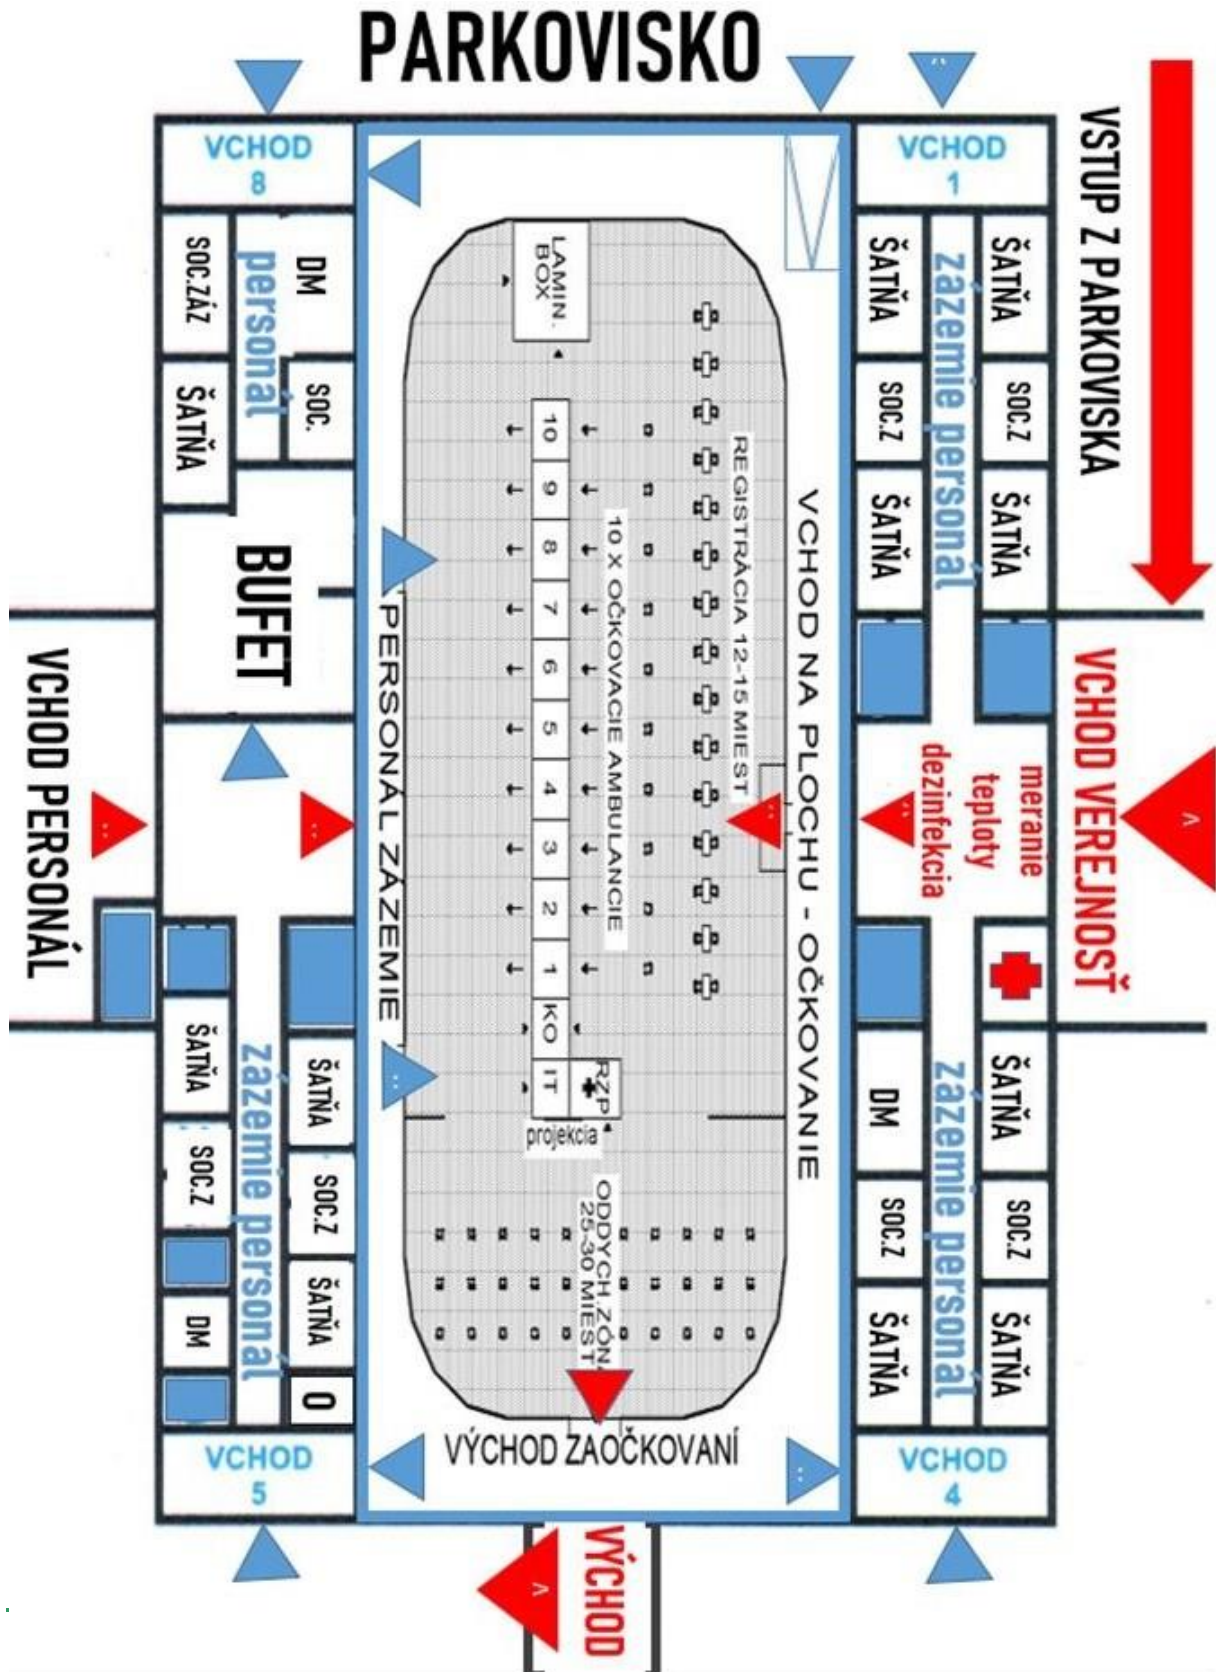 PARKOVISKO
VCHOD
8
VCHOD
1
VSTUP Z PARKOVISKA
SOC.ZÁZ
personál
DM
SOC.
ŠATŇA
BUFET
LAMIN.
BOX
ŠATŇA
zázemie personál
ŠATŇA
SOC.Z
SOC.Z
ŠATŇA
ŠATŇA
10
9
8
7
6
5
4
3
2
1
KO
IT
RZP
projekcia
10 X OČKOVACIE AMBULANCIE
REGISTRÁCIA 12-15 MIEST
VCHOD NA PLOCHU - OČKOVANIE
PERSONÁL ZÁZEMIE
VCHOD PERSONÁL
VCHOD VEREJNOSŤ
meranie
teploty
dezinfekcia
ŠATŇA
SOC.Z
DM
zázemie personál
ŠATŇA
SOC.Z
ŠATŇA
O
DM
SOC.Z
ŠATŇA
zázemie personál
ŠATŇA
SOC.Z
ŠATŇA
ODDYCH.ZÓN
25-30 MIEST
VÝCHOD ZAOČKOVANÍ
VCHOD
5
VCHOD
4
VÝCHOD